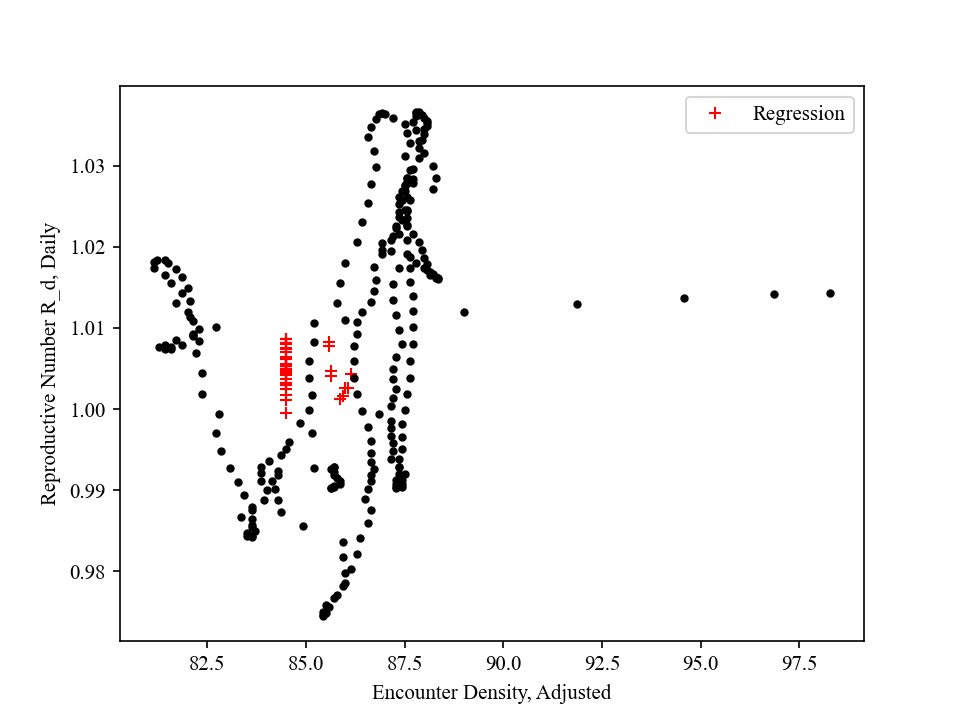 Regression
1.03
1.02
1.01
1.00
0.99
0.98
Reproductive Number R_d, Daily
82.5 85.0 87.5 90.0 92.5 95.0 97.5
Encounter Density, Adjusted